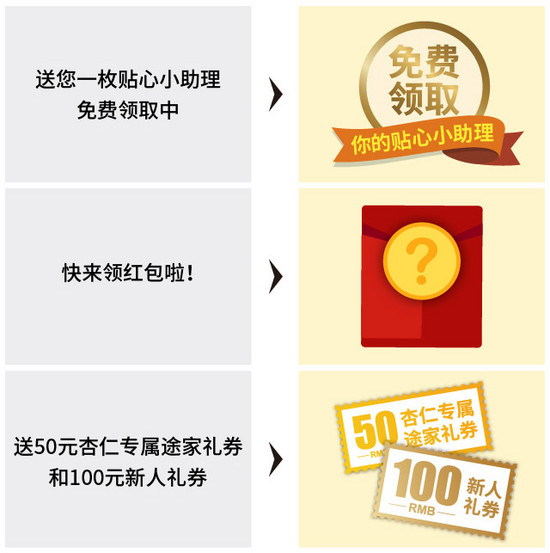 送您一枚贴心小助理
免费领取中
免费
领取
你的贴心小助理
快来领红包啦！
?
送50元杏仁专属途家礼券
和100元新人礼券
50
RMB
杏仁专属
途家礼券
100
RMB
新人
礼券